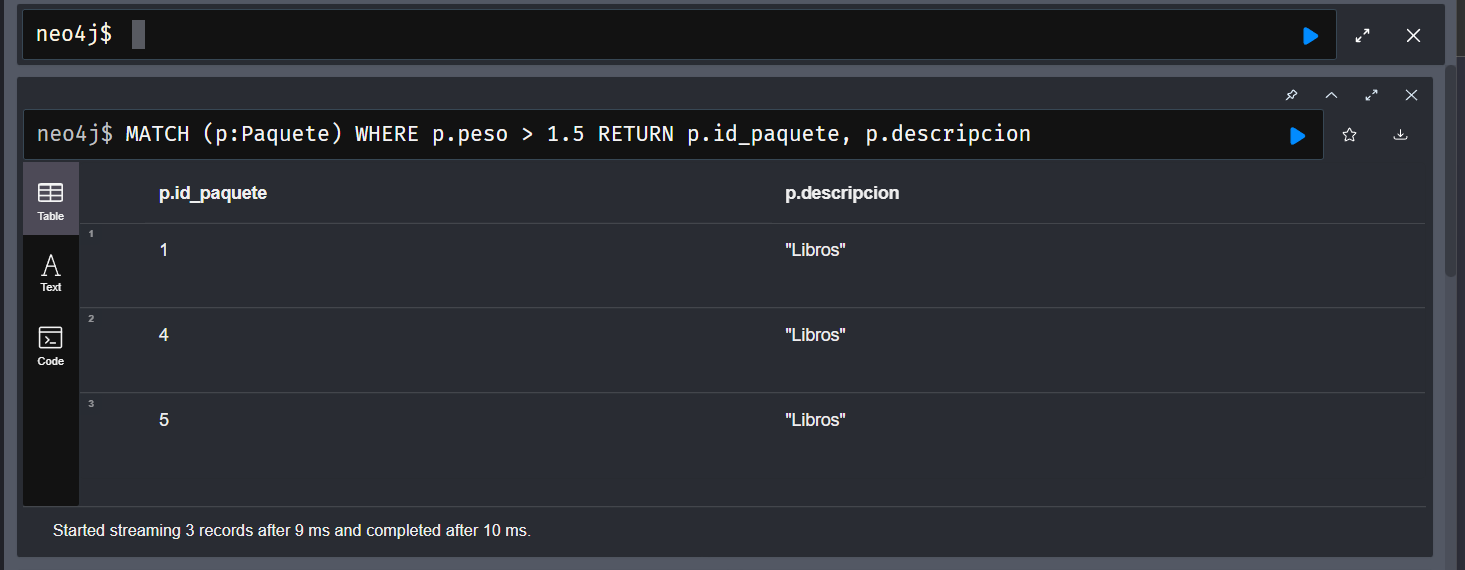 neo4j$
neo4j$ MATCH (p:Paquete) WHERE p.peso > 1.5 RETURN p.id_paquete, p.descripcion
Table
Text
Code
p.id_paquete p.descripcion
1 1 "Libros"
2 4 "Libros"
3 5 "Libros"
Started streaming 3 records after 9 ms and completed after 10 ms.